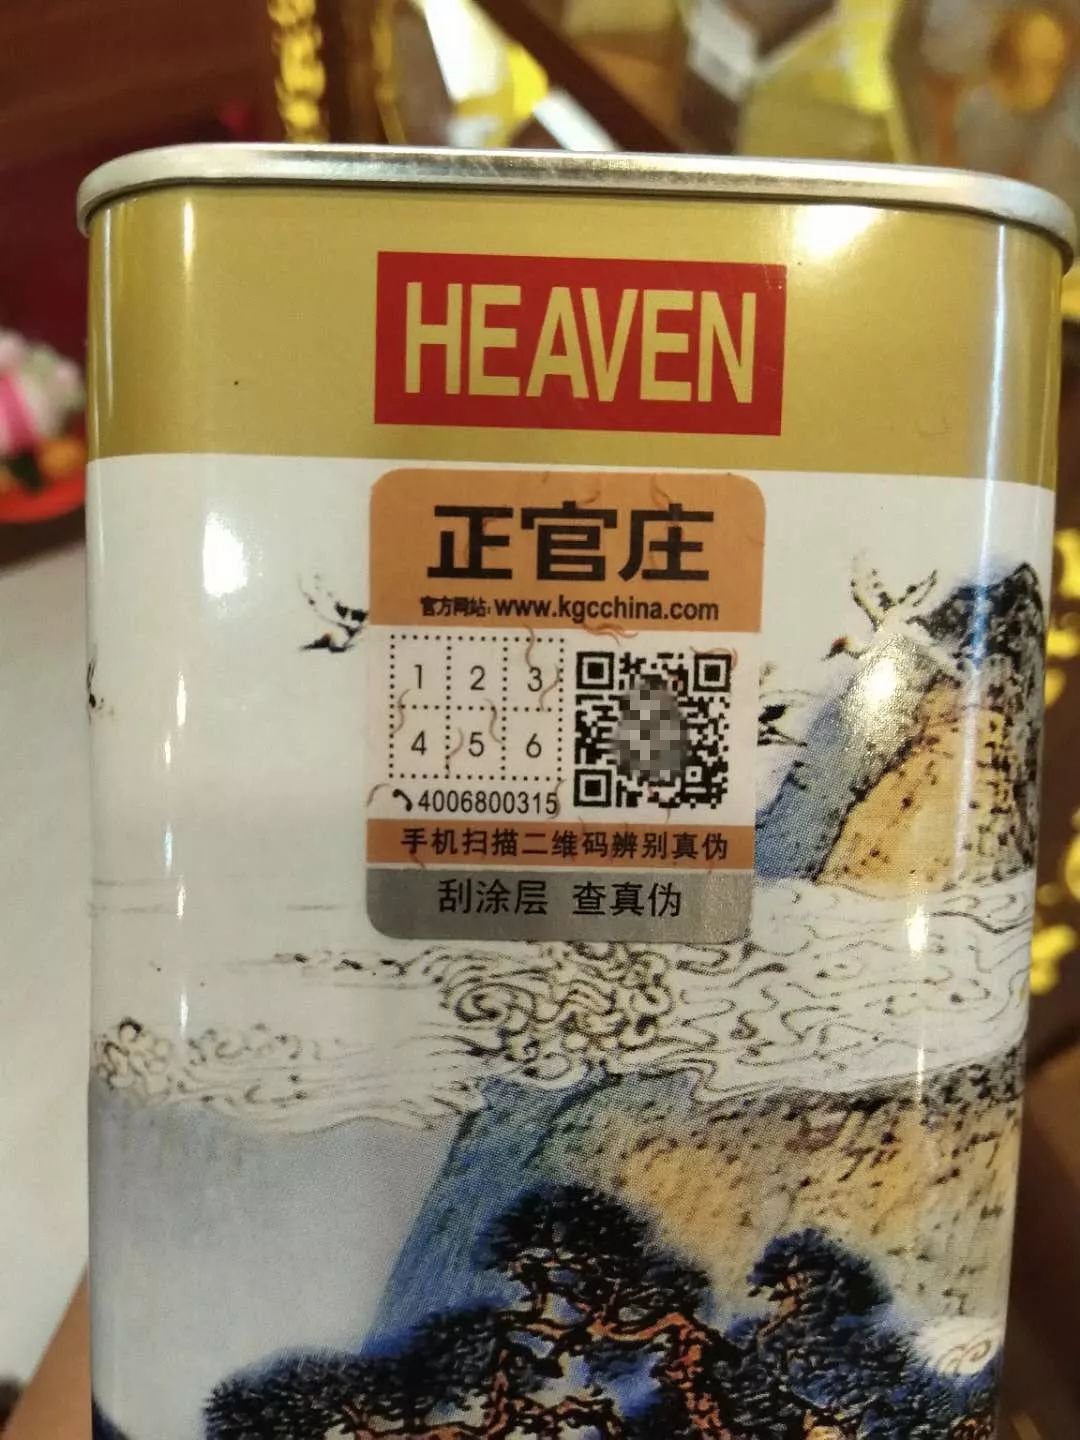 HEAVEN
正官庄
官方网站:www.kgcchina.com
1 2 3
4 5 6
4006800315
手机扫描二维码辨别真伪
刮涂层 查真伪